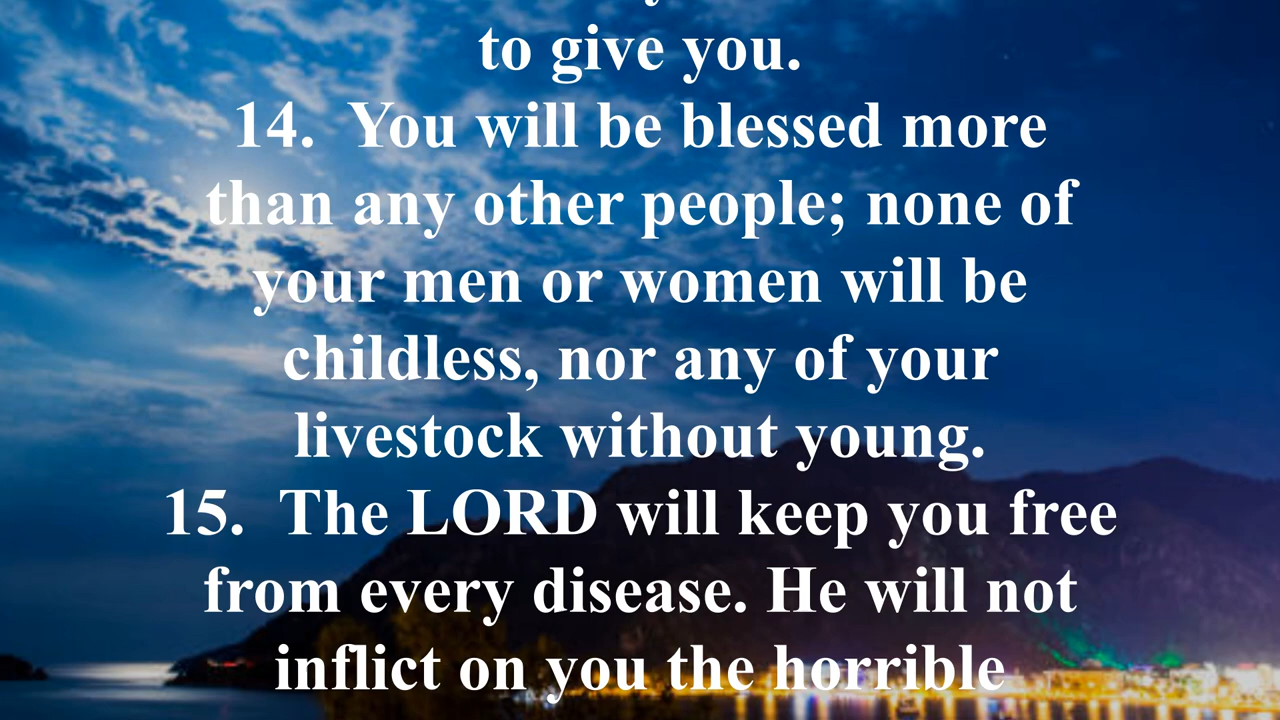 to give you.
14.  You will be blessed more
than any other people; none of
your men or women will be
childless, nor any of your
livestock without young.
15.  The LORD will keep you free
from every disease. He will not
inflict on you the horrible